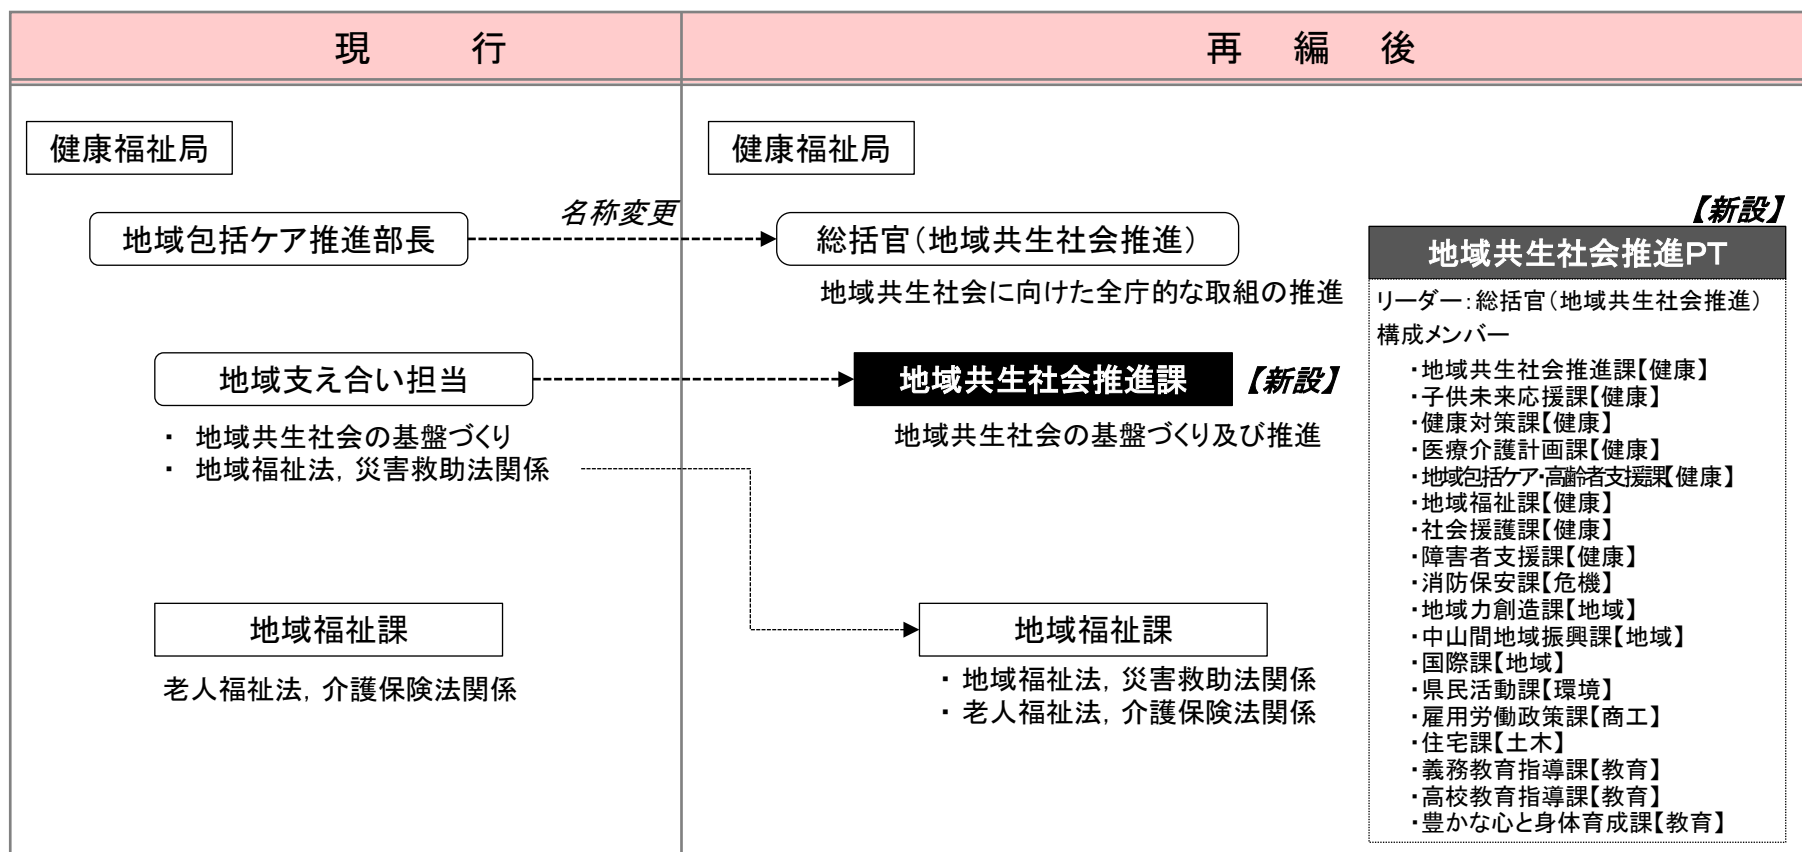 現　行
再　編　後
健康福祉局
地域包括ケア推進部長
名称変更
地域支え合い担当
・ 地域共生社会の基盤づくり
・ 地域福祉法，災害救助法関係
地域福祉課
老人福祉法，介護保険法関係
健康福祉局
総括官（地域共生社会推進）
地域共生社会に向けた全庁的な取組の推進
地域共生社会推進課
【新設】
地域共生社会の基盤づくり及び推進
地域福祉課
・ 地域福祉法，災害救助法関係
・ 老人福祉法，介護保険法関係
【新設】
地域共生社会推進PT
リーダー：総括官（地域共生社会推進）
構成メンバー
・地域共生社会推進課【健康】
・子供未来応援課【健康】
・健康対策課【健康】
・医療介護計画課【健康】
・地域包括ケア・高齢者支援課【健康】
・地域福祉課【健康】
・社会援護課【健康】
・障害者支援課【健康】
・消防保安課【危機】
・地域力創造課【地域】
・中山間地域振興課【地域】
・国際課【地域】
・県民活動課【環境】
・雇用労働政策課【商工】
・住宅課【土木】
・義務教育指導課【教育】
・高校教育指導課【教育】
・豊かな心と身体育成課【教育】